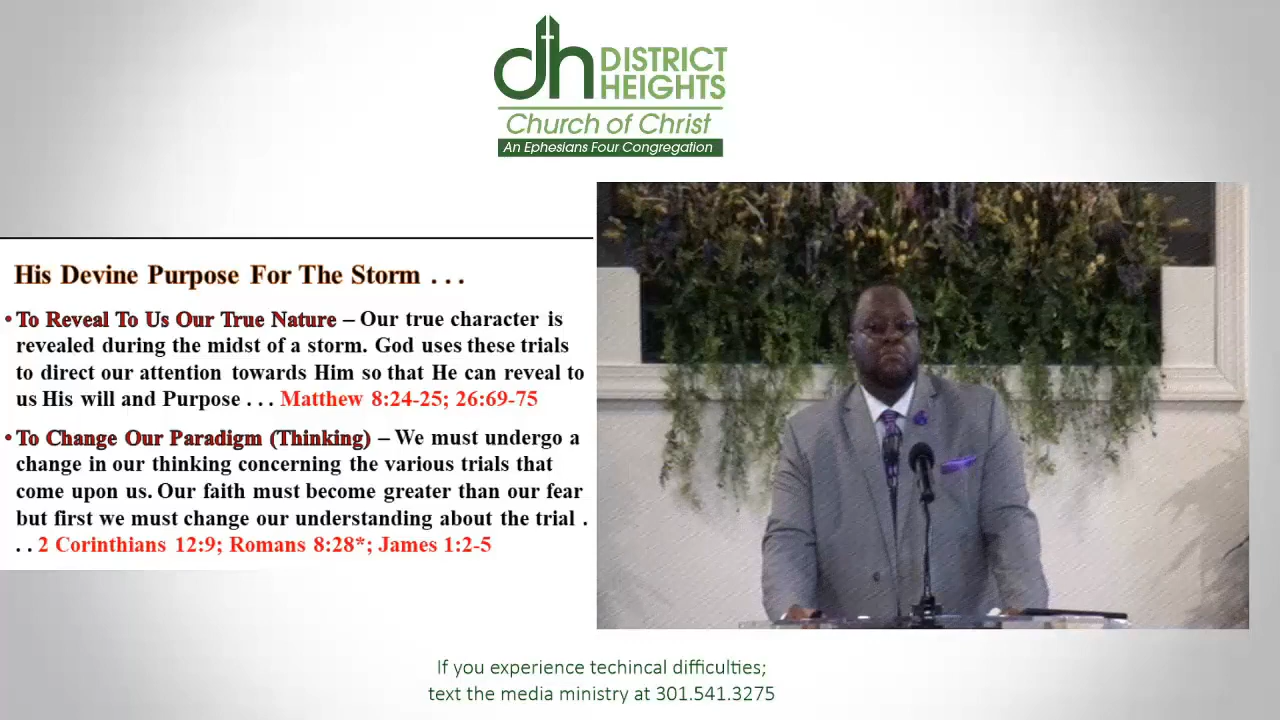 dh DISTRICT
HEIGHTS
Church of Christ
An Ephesians Four Congregation
His Devine Purpose For The Storm . . .
• To Reveal To Us Our True Nature – Our true character is
revealed during the midst of a storm. God uses these trials
to direct our attention towards Him so that He can reveal to
us His will and Purpose . . . Matthew 8:24-25; 26:69-75
• To Change Our Paradigm (Thinking) – We must undergo a
change in our thinking concerning the various trials that
come upon us. Our faith must become greater than our fear
but first we must change our understanding about the trial .
. . 2 Corinthians 12:9; Romans 8:28*; James 1:2-5
If you experience techincal difficulties;
text the media ministry at 301.541.3275